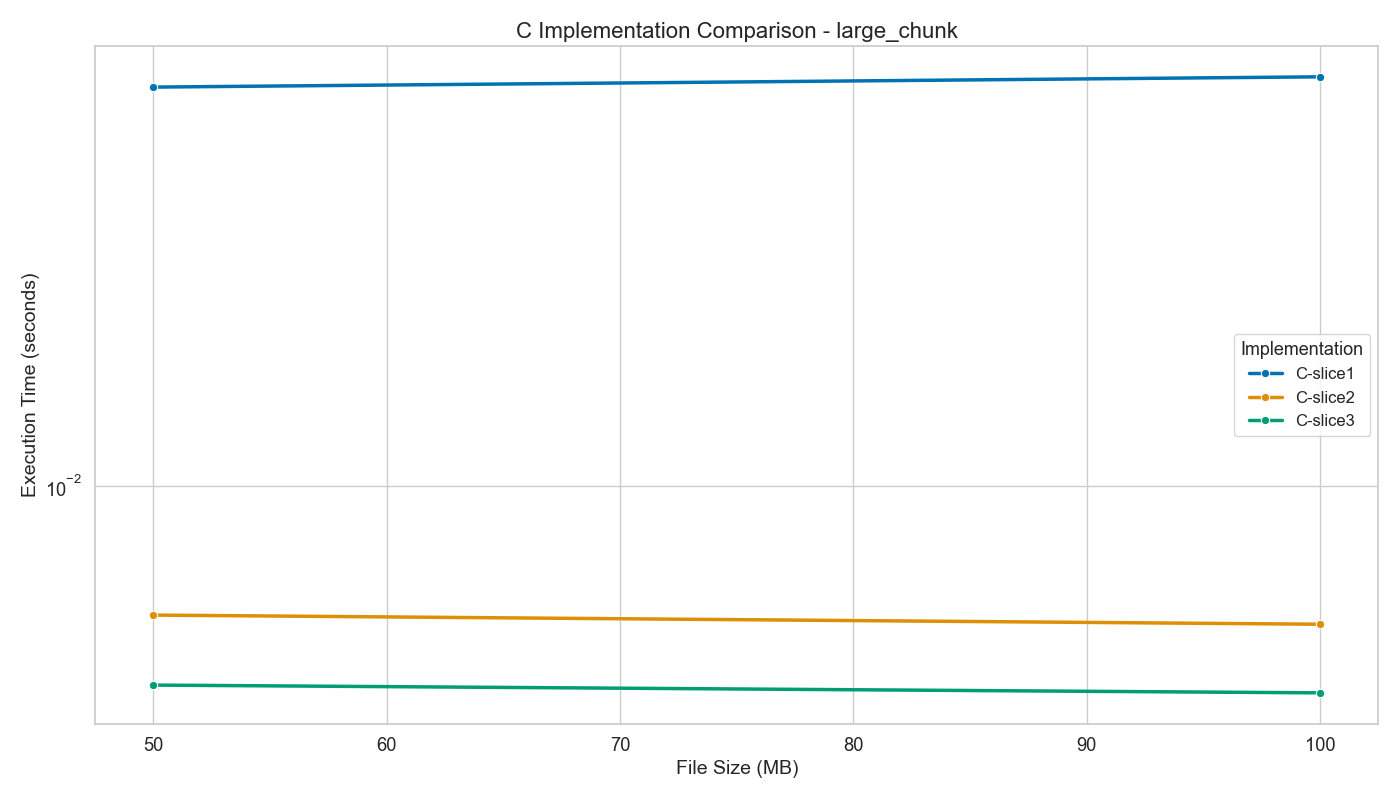 C Implementation Comparison - large_chunk
Execution Time (seconds)
10⁻²
Implementation
C-slice1
C-slice2
C-slice3
50 60 70 80 90 100
File Size (MB)